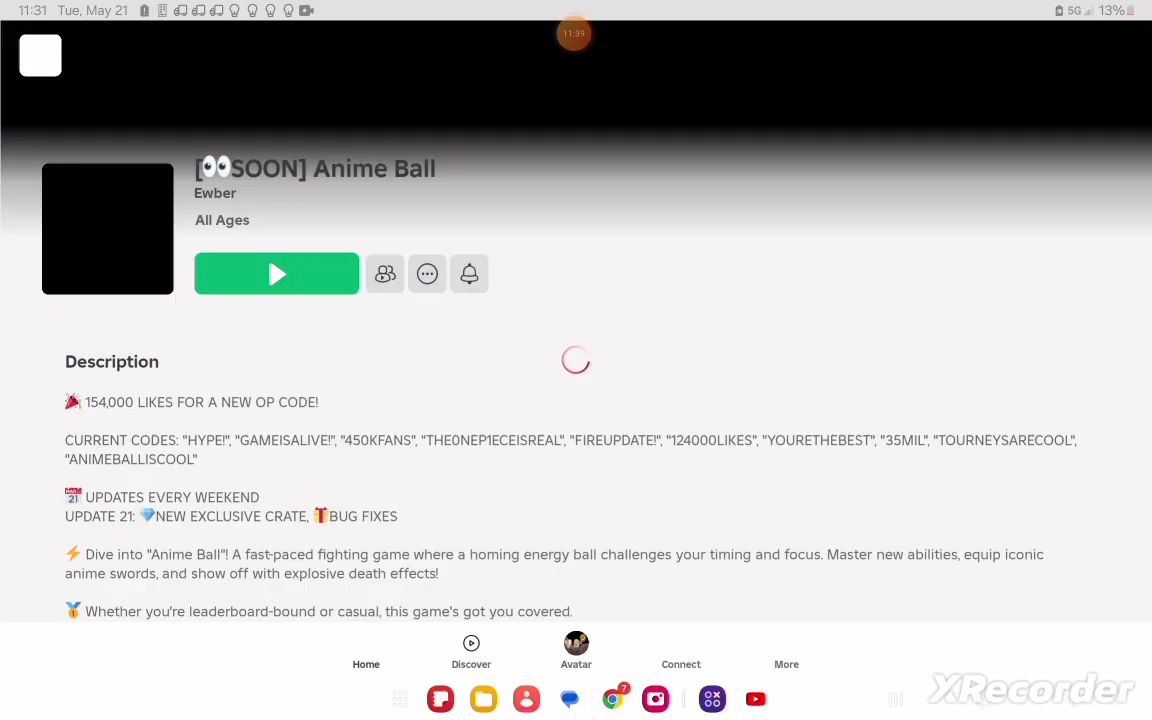 11:31 Tue, May 21 5G 13%
11:39
[👀SOON] Anime Ball
Ewber
All Ages
Description
🎉 154,000 LIKES FOR A NEW OP CODE!
CURRENT CODES: "HYPE!", "GAMEISALIVE!", "450KFANS", "THE0NEP1ECEISREAL", "FIREUPDATE!", "124000LIKES", "YOURETHEBEST", "35MIL", "TOURNEYSARECOOL",
"ANIMEBALLISCOOL"
📅 UPDATES EVERY WEEKEND
UPDATE 21: 💎NEW EXCLUSIVE CRATE, 🎁BUG FIXES
⚡ Dive into "Anime Ball"! A fast-paced fighting game where a homing energy ball challenges your timing and focus. Master new abilities, equip iconic
anime swords, and show off with explosive death effects!
🥇 Whether you're leaderboard-bound or casual, this game's got you covered.
Home Discover Avatar Connect More
7
XRecorder